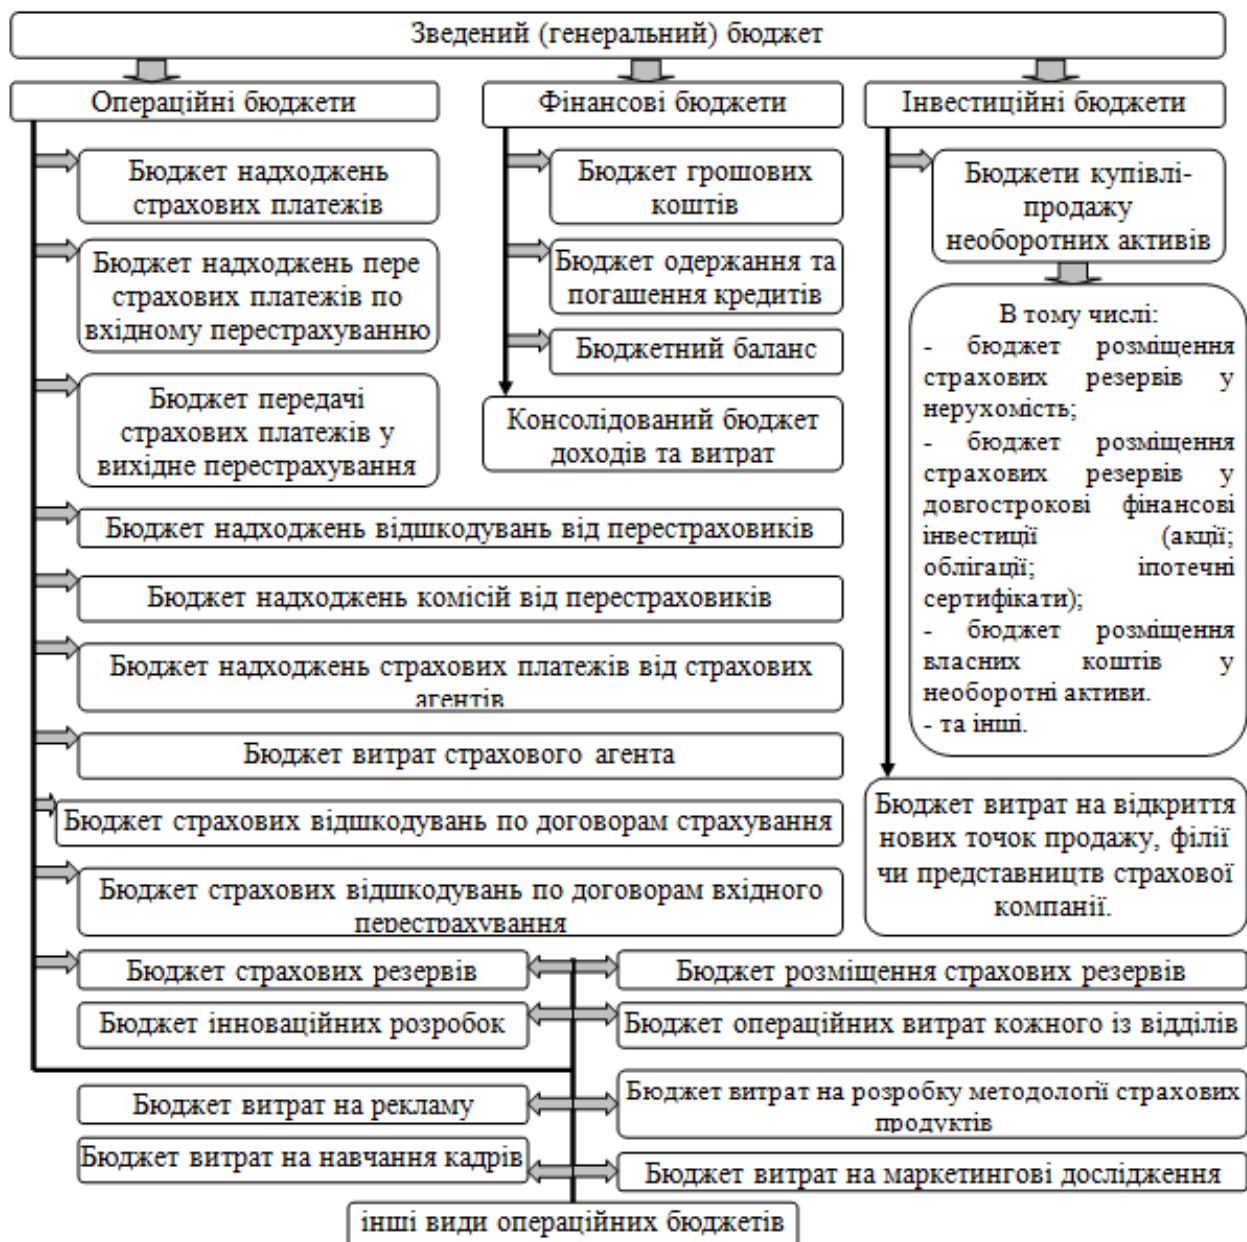 Зведений (генеральний) бюджет
Операційні бюджети
Фінансові бюджети
Інвестиційні бюджети
Бюджет надходжень
страхових платежів
Бюджет надходжень пере
страхових платежів по
вхідному перестрахуванню
Бюджет передачі
страхових платежів у
вихідне перестрахування
Бюджет грошових
коштів
Бюджет одержання та
погашення кредитів
Бюджетний баланс
Консолідований бюджет
доходів та витрат
Бюджети купівлі-
продажу
необоротних активів
В тому числі:
- бюджет розміщення
страхових резервів у
нерухомість;
- бюджет розміщення
страхових резервів у
довгострокові фінансові
інвестиції (акції;
облігації; іпотечні
сертифікати);
- бюджет розміщення
власних коштів у
необоротні активи.
- та інші.
Бюджет витрат на відкриття
нових точок продажу, філії
чи представництв страхової
компанії.
Бюджет надходжень відшкодувань від перестраховиків
Бюджет надходжень комісій від перестраховиків
Бюджет надходжень страхових платежів від страхових
агентів
Бюджет витрат страхового агента
Бюджет страхових відшкодувань по договорам страхування
Бюджет страхових відшкодувань по договорам вхідного
перестрахування
Бюджет страхових резервів
Бюджет розміщення страхових резервів
Бюджет інноваційних розробок
Бюджет операційних витрат кожного із відділів
Бюджет витрат на рекламу
Бюджет витрат на розробку методології страхових
продуктів
Бюджет витрат на навчання кадрів
Бюджет витрат на маркетингові дослідження
інші види операційних бюджетів